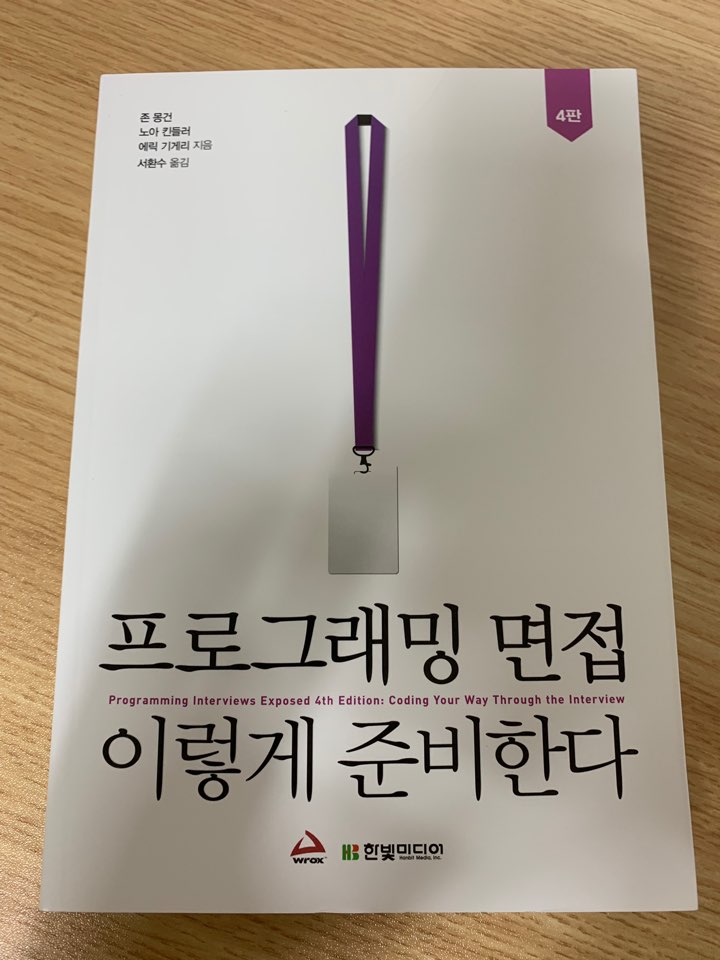 존 몽건
노아 킨들러
에릭 기게리 지음
서환수 옮김
4판
프로그래밍 면접
Programming Interviews Exposed 4th Edition: Coding Your Way Through the Interview
이렇게 준비한다
wrox
HB 한빛미디어
Hanbit Media, Inc.